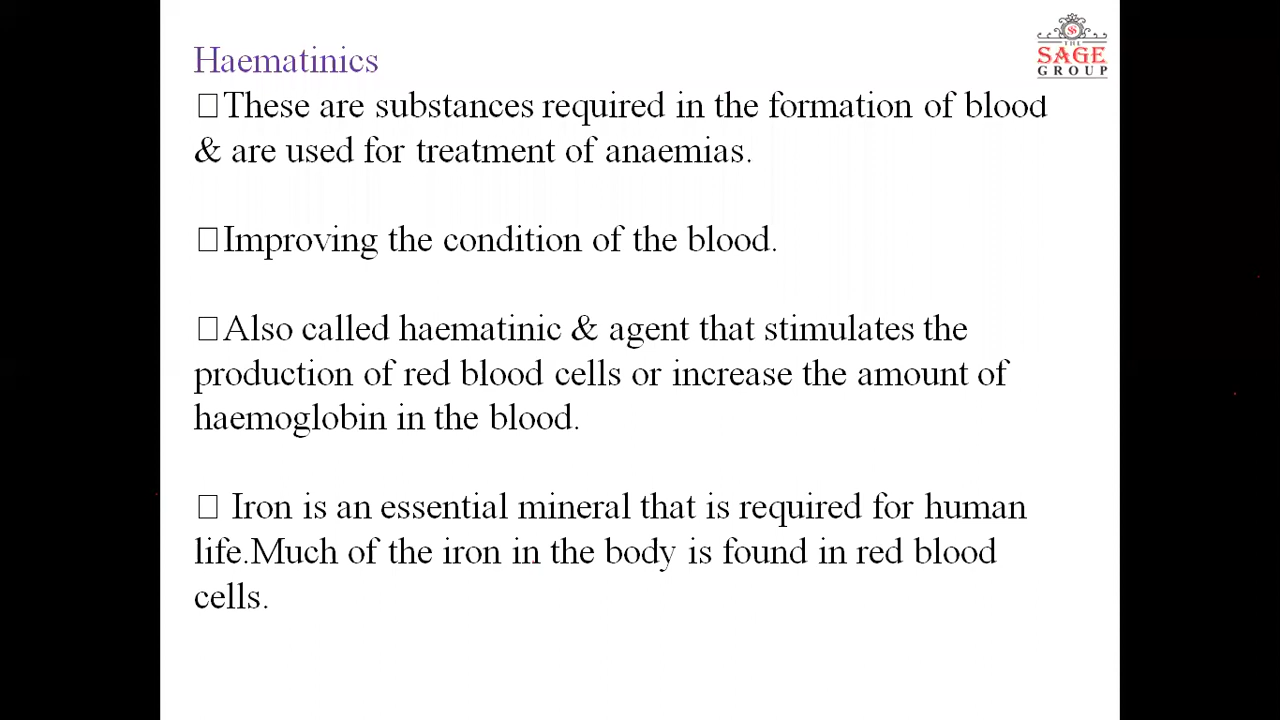 THE
SAGE
GROUP
Haematinics
□These are substances required in the formation of blood
& are used for treatment of anaemias.
□Improving the condition of the blood.
□Also called haematinic & agent that stimulates the
production of red blood cells or increase the amount of
haemoglobin in the blood.
□ Iron is an essential mineral that is required for human
life.Much of the iron in the body is found in red blood
cells.